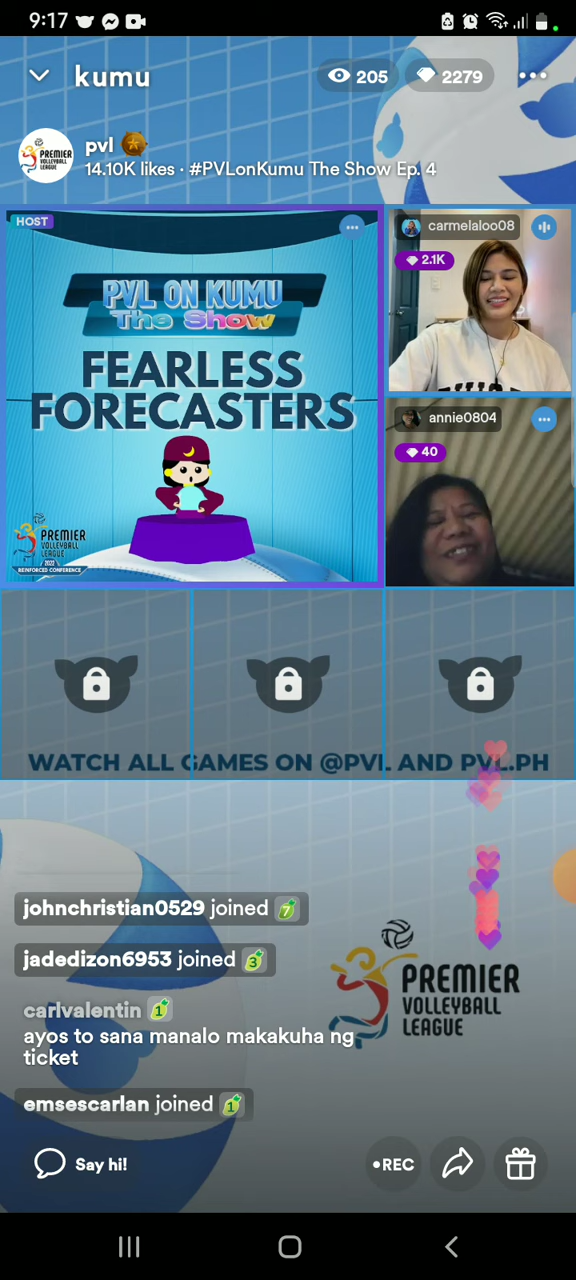 9:17
kumu
205
2279
pvl
14.10K likes · #PVLonKumu The Show Ep. 4
PREMIER
VOLLEYBALL
LEAGUE
HOST
PVL ON KUMU
The Show
FEARLESS
FORECASTERS
PREMIER
VOLLEYBALL
LEAGUE
2022
REINFORCED CONFERENCE
carmelaloo08
2.1K
annie0804
40
WATCH ALL GAMES ON @PVL AND PVL.PH
johnchristian0529 joined 7
jadedizon6953 joined 3
carlvalentin 1
ayos to sana manalo makakuha ng
ticket
emsescarlan joined 1
PREMIER
VOLLEYBALL
LEAGUE
Say hi!
•REC